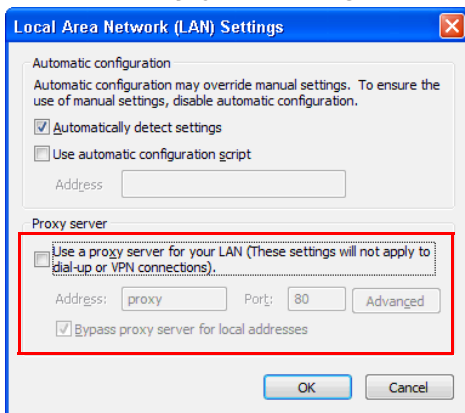 Local Area Network (LAN) Settings
Automatic configuration
Automatic configuration may override manual settings. To ensure the
use of manual settings, disable automatic configuration.
Automatically detect settings
Use automatic configuration script
Address
Proxy server
Use a proxy server for your LAN (These settings will not apply to
dial-up or VPN connections).
Address: proxy Port: 80 Advanced
Bypass proxy server for local addresses
OK Cancel